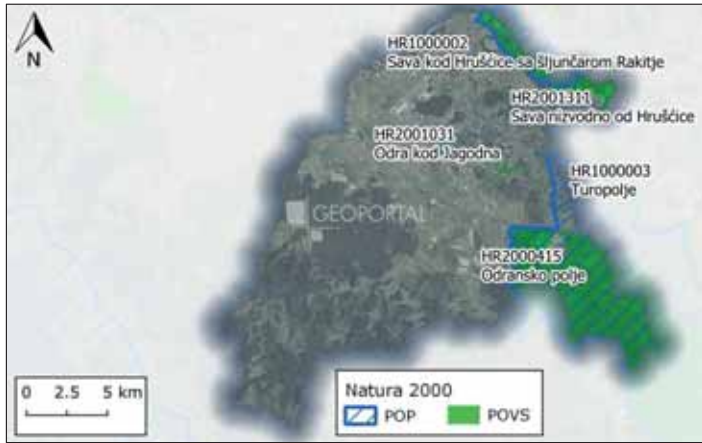 N
HR1000002
Sava kod Hrušćice sa šljunčarom Rakitje
HR2001311
Sava nizvodno od Hrušćice
HR2001031
Odra kod Jagodna
HR1000003
Turopolje
GEOPORTAL
HR2000415
Odransko polje
0 2.5 5 km
Natura 2000
POP POVS